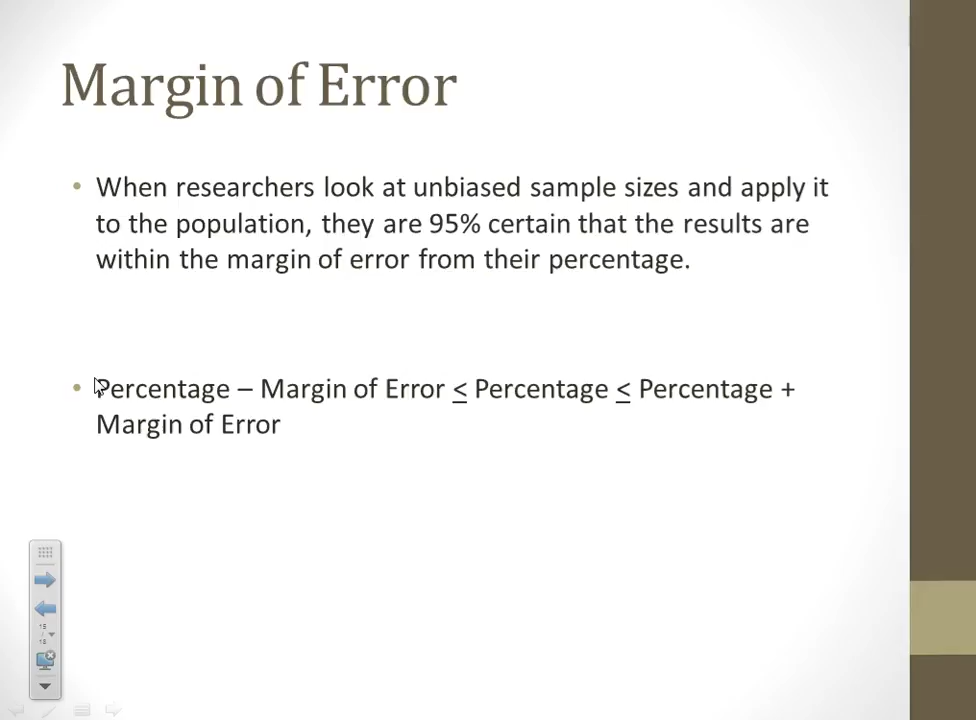 Margin of Error
• When researchers look at unbiased sample sizes and apply it
to the population, they are 95% certain that the results are
within the margin of error from their percentage.
• Percentage – Margin of Error ≤ Percentage ≤ Percentage +
Margin of Error
15
/
18